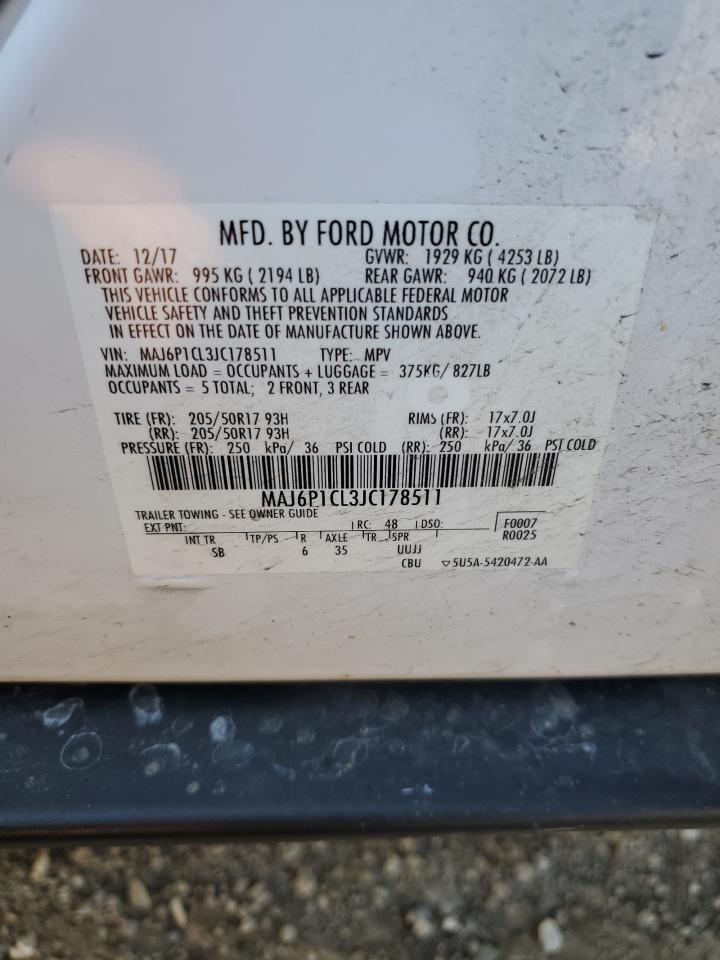 MFD. BY FORD MOTOR CO.
DATE: 12/17 GVWR: 1929 KG ( 4253 LB)
FRONT GAWR: 995 KG ( 2194 LB) REAR GAWR: 940 KG ( 2072 LB)
THIS VEHICLE CONFORMS TO ALL APPLICABLE FEDERAL MOTOR
VEHICLE SAFETY AND THEFT PREVENTION STANDARDS
IN EFFECT ON THE DATE OF MANUFACTURE SHOWN ABOVE.
VIN: MAJ6P1CL3JC178511 TYPE: MPV
MAXIMUM LOAD = OCCUPANTS + LUGGAGE = 375KG/ 827LB
OCCUPANTS = 5 TOTAL; 2 FRONT, 3 REAR
TIRE (FR): 205/50R17 93H RIMS (FR): 17x7.0J
(RR): 205/50R17 93H (RR): 17x7.0J
PRESSURE (FR): 250 kPa/ 36 PSI COLD (RR): 250 kPa/ 36 PSI COLD
MAJ6P1CL3JC178511
TRAILER TOWING - SEE OWNER GUIDE
EXT PNT: RC: 48 DSO: F0007
R0025
INT TR TP/PS R AXLE TR SPR
SB 6 35 UUJJ
CBU ▽5U5A-5420472-AA